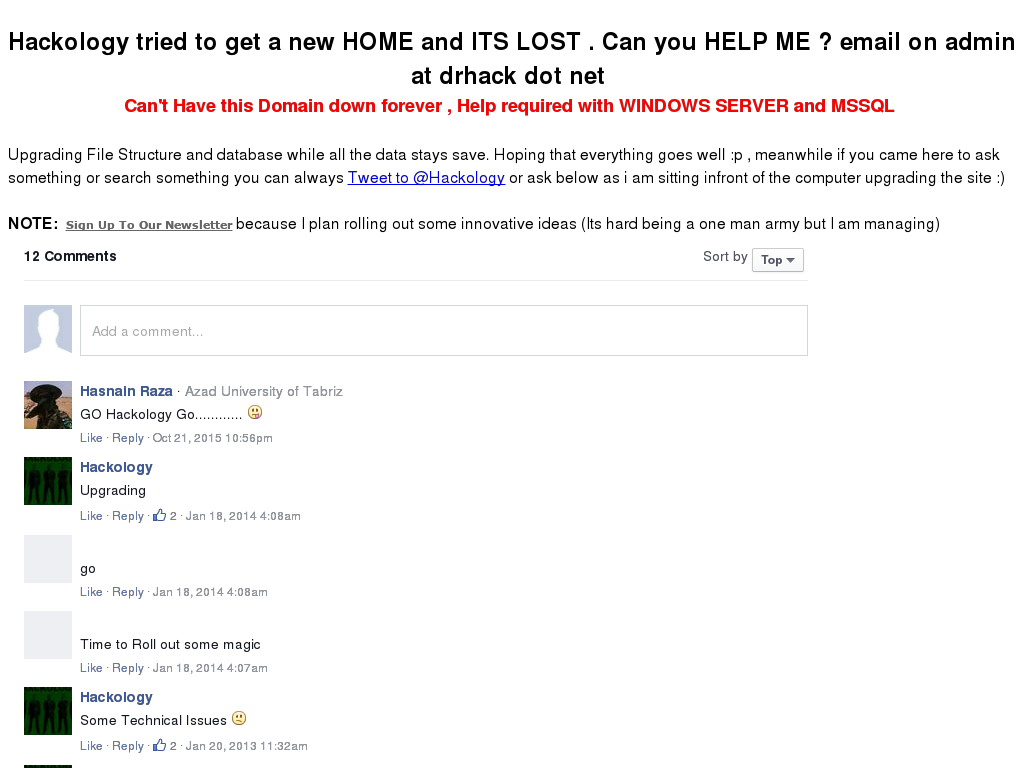 Hackology tried to get a new HOME and ITS LOST . Can you HELP ME ? email on admin
at drhack dot net
Can't Have this Domain down forever , Help required with WINDOWS SERVER and MSSQL
Upgrading File Structure and database while all the data stays save. Hoping that everything goes well :p , meanwhile if you came here to ask
something or search something you can always Tweet to @Hackology or ask below as i am sitting infront of the computer upgrading the site :)
NOTE: Sign Up To Our Newsletter because I plan rolling out some innovative ideas (Its hard being a one man army but I am managing)
12 Comments
Sort by Top
Add a comment...
Hasnain Raza · Azad University of Tabriz
GO Hackology Go............
Like · Reply · Oct 21, 2015 10:56pm
Hackology
Upgrading
Like · Reply · 2 · Jan 18, 2014 4:08am
go
Like · Reply · Jan 18, 2014 4:08am
Time to Roll out some magic
Like · Reply · Jan 18, 2014 4:07am
Hackology
Some Technical Issues
Like · Reply · 2 · Jan 20, 2013 11:32am